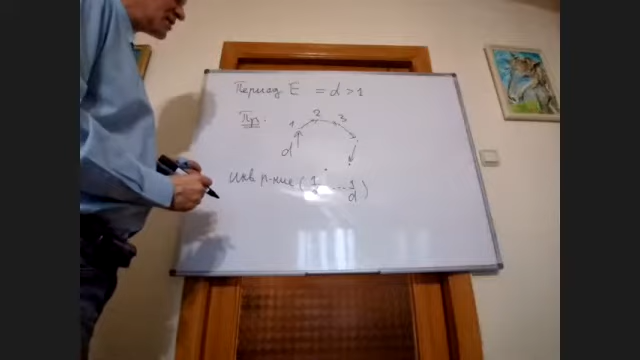 Период E = d > 1
Пр.
1 2 3
d
инв р-ние ( 1/d ... 1/d )